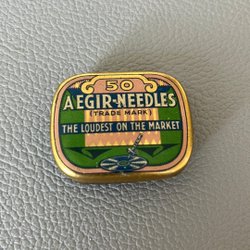 50
AEGIR-NEEDLES
(TRADE MARK)
THE LOUDEST ON THE MARKET